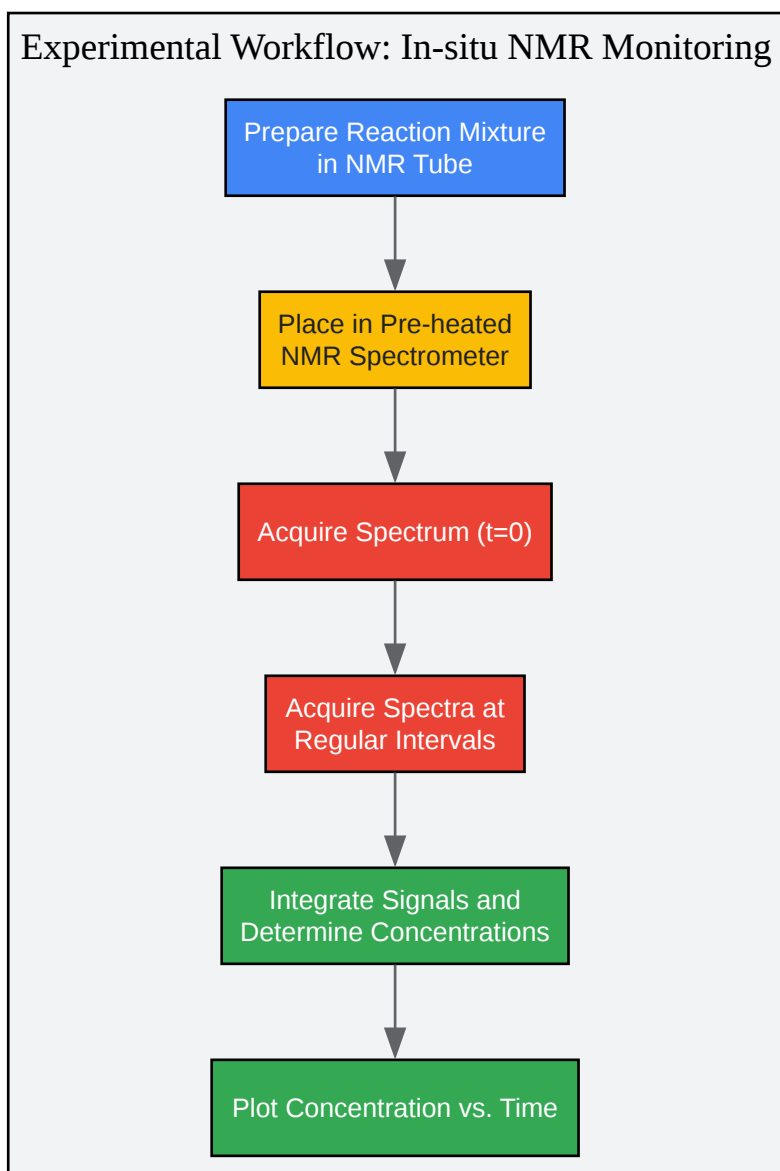 Experimental Workflow: In-situ NMR Monitoring
Prepare Reaction Mixture
in NMR Tube
Place in Pre-heated
NMR Spectrometer
Acquire Spectrum (t=0)
Acquire Spectra at
Regular Intervals
Integrate Signals and
Determine Concentrations
Plot Concentration vs. Time